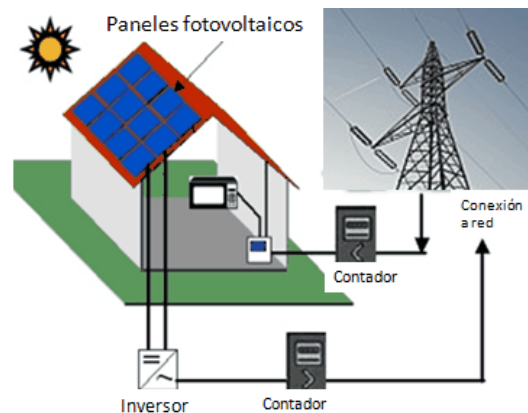 Paneles fotovoltaicos
Conexión
a red
Contador
Inversor
Contador